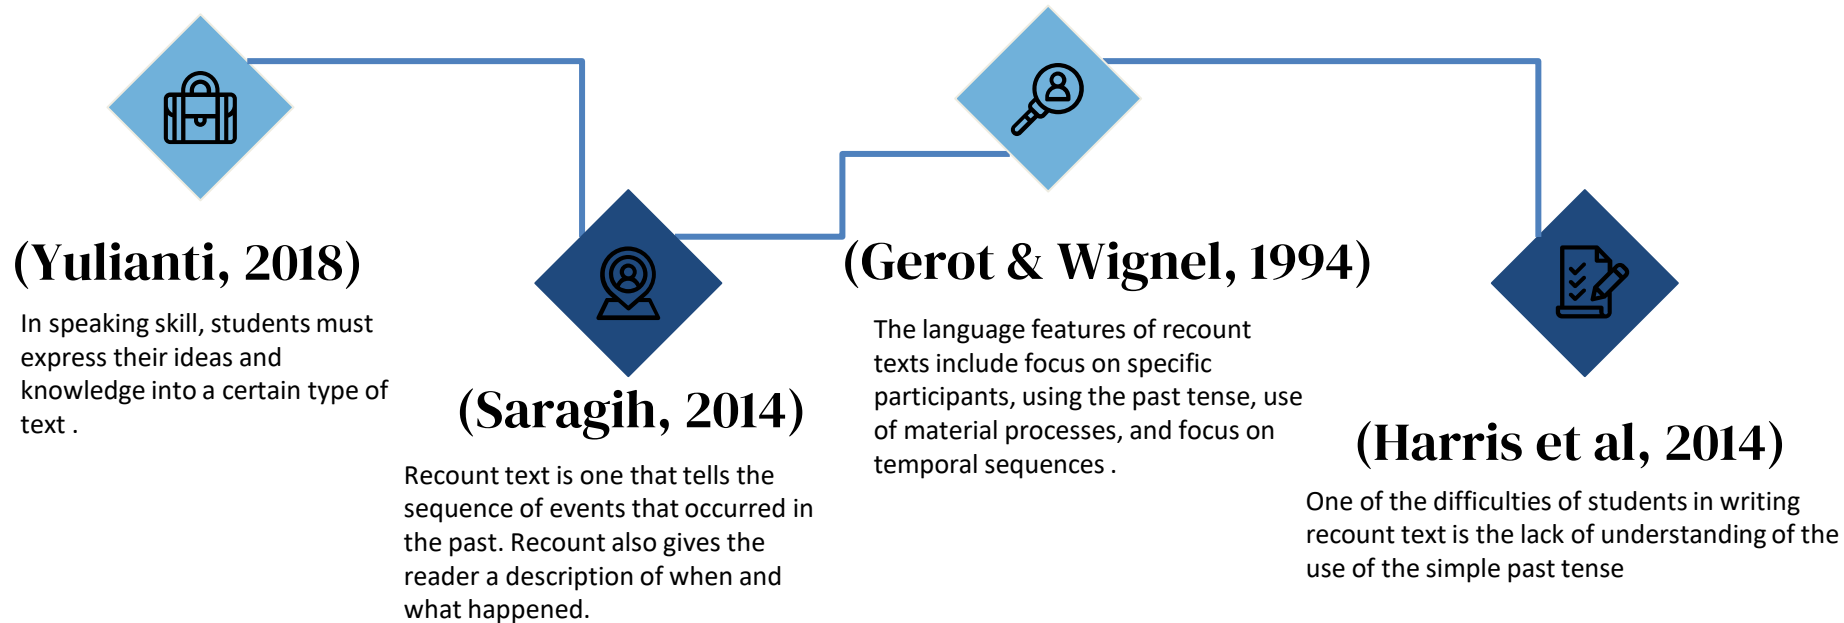 (Yulianti, 2018)
In speaking skill, students must
express their ideas and
knowledge into a certain type of
text .
(Saragih, 2014)
Recount text is one that tells the
sequence of events that occurred in
the past. Recount also gives the
reader a description of when and
what happened.
(Gerot & Wignel, 1994)
The language features of recount
texts include focus on specific
participants, using the past tense, use
of material processes, and focus on
temporal sequences .
(Harris et al, 2014)
One of the difficulties of students in writing
recount text is the lack of understanding of the
use of the simple past tense